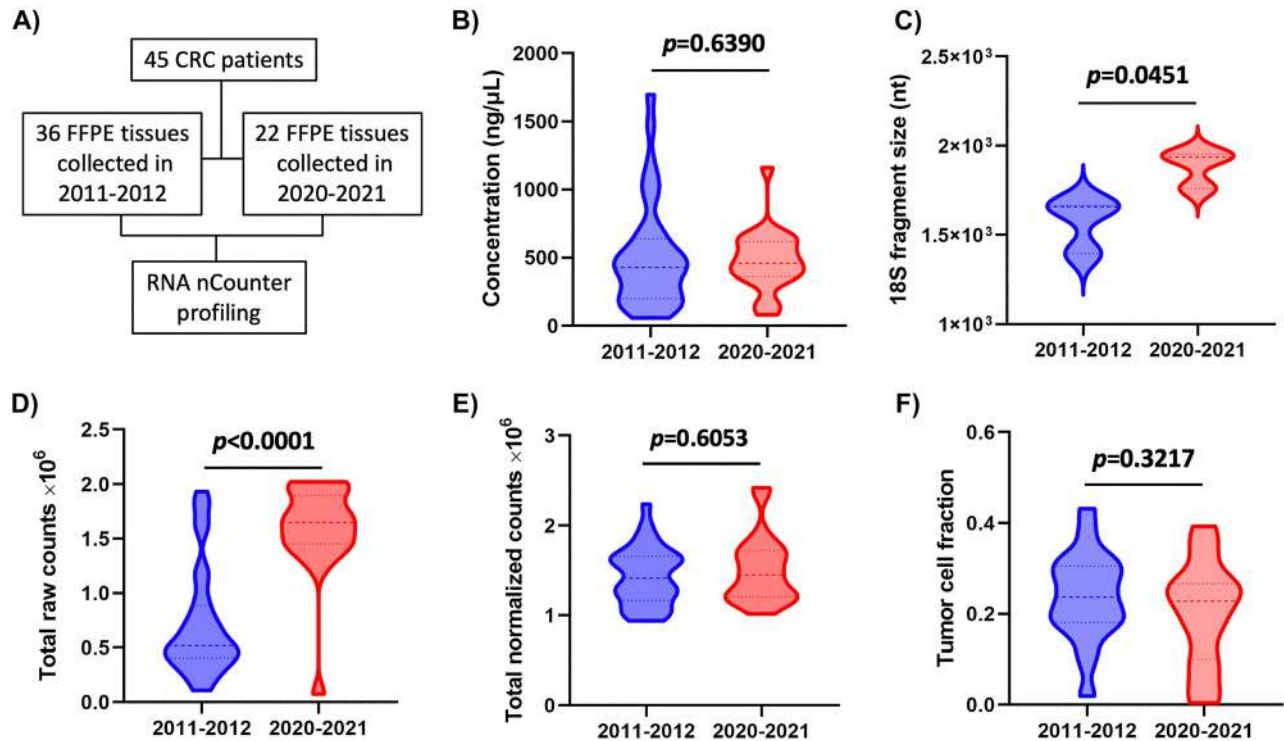 A)
45 CRC patients
36 FFPE tissues
collected in
2011-2012
22 FFPE tissues
collected in
2020-2021
RNA nCounter
profiling
B)
p=0.6390
Concentration (ng/µL)
2000
1500
1000
500
0
2011-2012
2020-2021
C)
p=0.0451
18S fragment size (nt)
2.5×10³
2×10³
1.5×10³
1×10³
2011-2012
2020-2021
D)
p<0.0001
Total raw counts ×10⁶
2.5
2.0
1.5
1.0
0.5
0.0
2011-2012
2020-2021
E)
p=0.6053
Total normalized counts ×10⁶
3
2
1
0
2011-2012
2020-2021
F)
p=0.3217
Tumor cell fraction
0.6
0.4
0.2
0.0
2011-2012
2020-2021